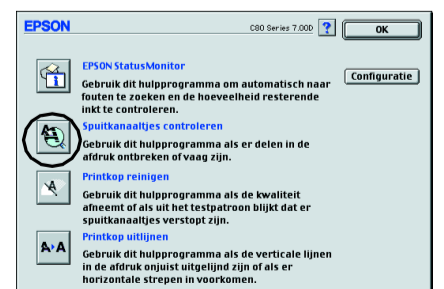 EPSON
C80 Series 7.00D
?
OK
EPSON StatusMonitor
Gebruik dit hulpprogramma om automatisch naar
fouten te zoeken en de hoeveelheid resterende
inkt te controleren.
Configuratie
Spuitkanaaltjes controleren
Gebruik dit hulpprogramma als er delen in de
afdruk ontbreken of vaag zijn.
Printkop reinigen
Gebruik dit hulpprogramma als de kwaliteit
afneemt of als uit het testpatroon blijkt dat er
spuitkanaaltjes verstopt zijn.
Printkop uitlijnen
Gebruik dit hulpprogramma als de verticale lijnen
in de afdruk onjuist uitgelijnd zijn of als er
horizontale strepen in voorkomen.